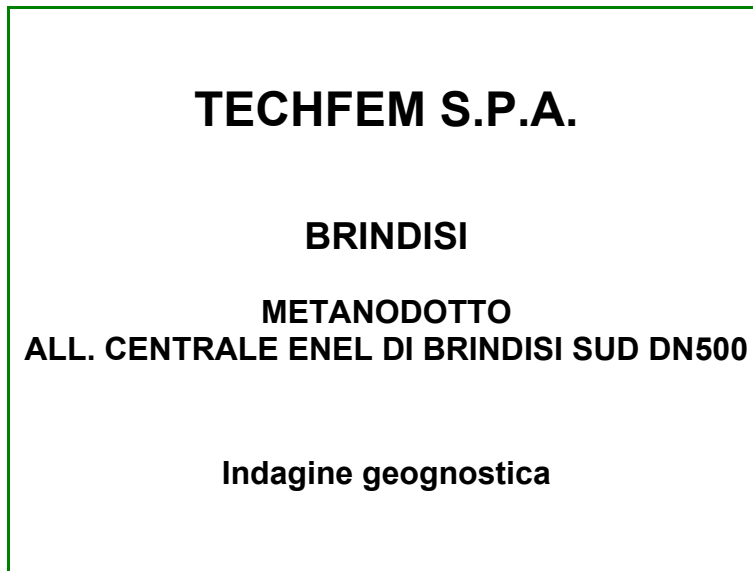 TECHFEM S.P.A.
BRINDISI
METANODOTTO
ALL. CENTRALE ENEL DI BRINDISI SUD DN500
Indagine geognostica